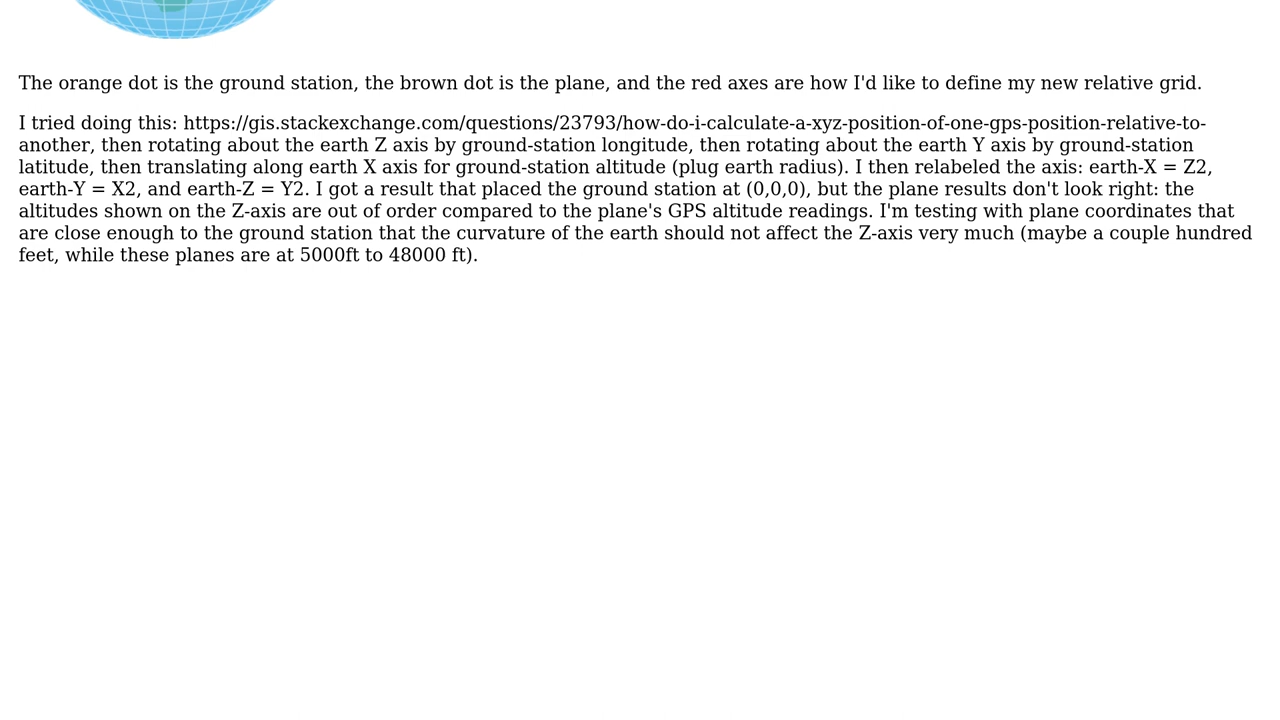 The orange dot is the ground station, the brown dot is the plane, and the red axes are how I'd like to define my new relative grid.
I tried doing this: https://gis.stackexchange.com/questions/23793/how-do-i-calculate-a-xyz-position-of-one-gps-position-relative-to-
another, then rotating about the earth Z axis by ground-station longitude, then rotating about the earth Y axis by ground-station
latitude, then translating along earth X axis for ground-station altitude (plug earth radius). I then relabeled the axis: earth-X = Z2,
earth-Y = X2, and earth-Z = Y2. I got a result that placed the ground station at (0,0,0), but the plane results don't look right: the
altitudes shown on the Z-axis are out of order compared to the plane's GPS altitude readings. I'm testing with plane coordinates that
are close enough to the ground station that the curvature of the earth should not affect the Z-axis very much (maybe a couple hundred
feet, while these planes are at 5000ft to 48000 ft).